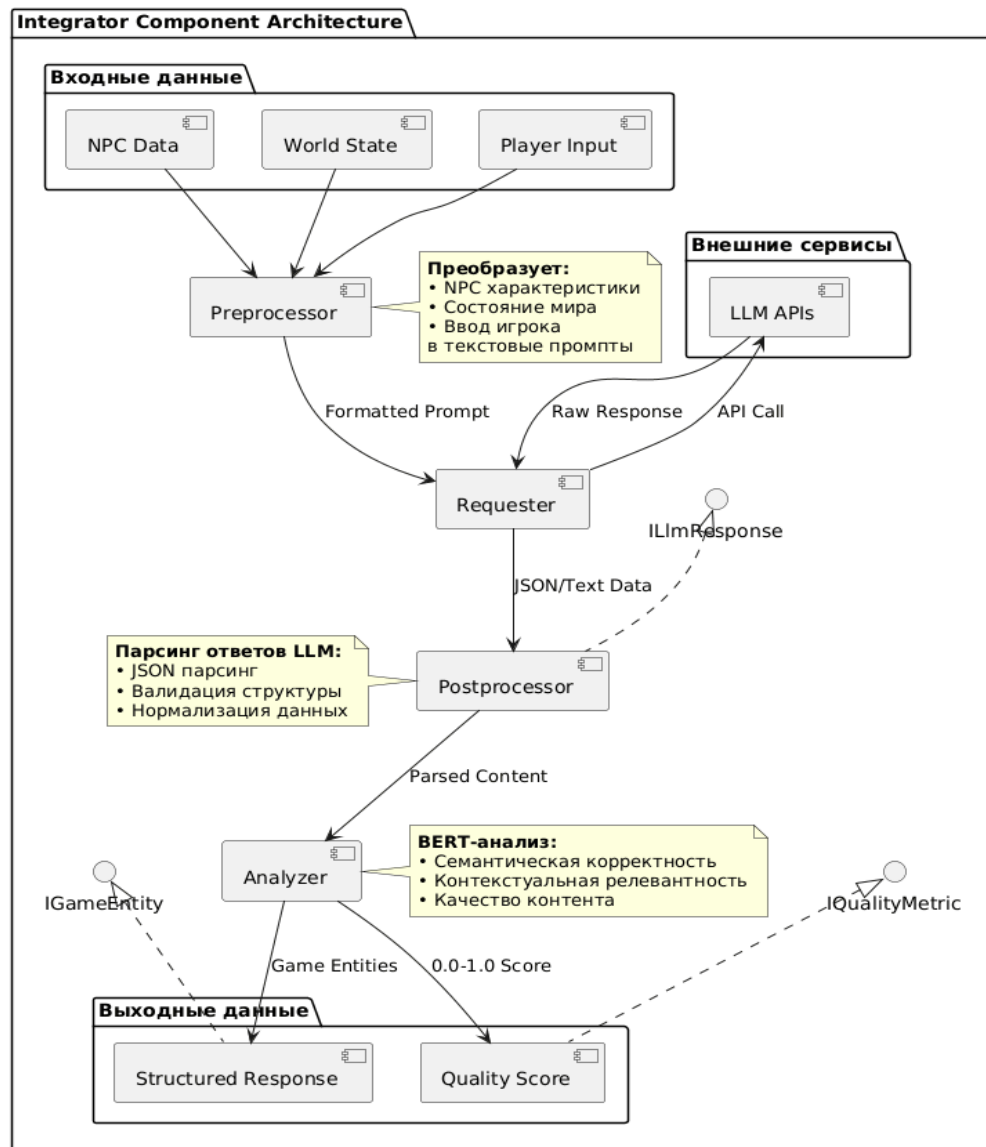 Integrator Component Architecture
Входные данные
NPC Data
World State
Player Input
Внешние сервисы
LLM APIs
Preprocessor
Преобразует:
• NPC характеристики
• Состояние мира
• Ввод игрока
в текстовые промпты
Formatted Prompt
Raw Response
API Call
Requester
ILlmResponse
JSON/Text Data
Парсинг ответов LLM:
• JSON парсинг
• Валидация структуры
• Нормализация данных
Postprocessor
Parsed Content
BERT-анализ:
• Семантическая корректность
• Контекстуальная релевантность
• Качество контента
Analyzer
IGameEntity
IQualityMetric
Game Entities
0.0-1.0 Score
Выходные данные
Structured Response
Quality Score